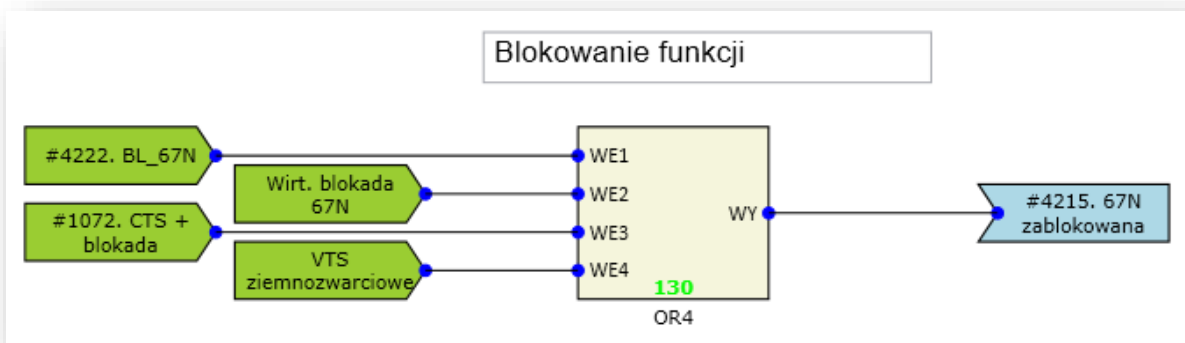 Blokowanie funkcji
#4222. BL_67N
WE1
Wirt. blokada
67N
WE2
#1072. CTS +
blokada
WE3
VTS
ziemnozwarciowe
WE4
WY
#4215. 67N
zablokowana
130
OR4